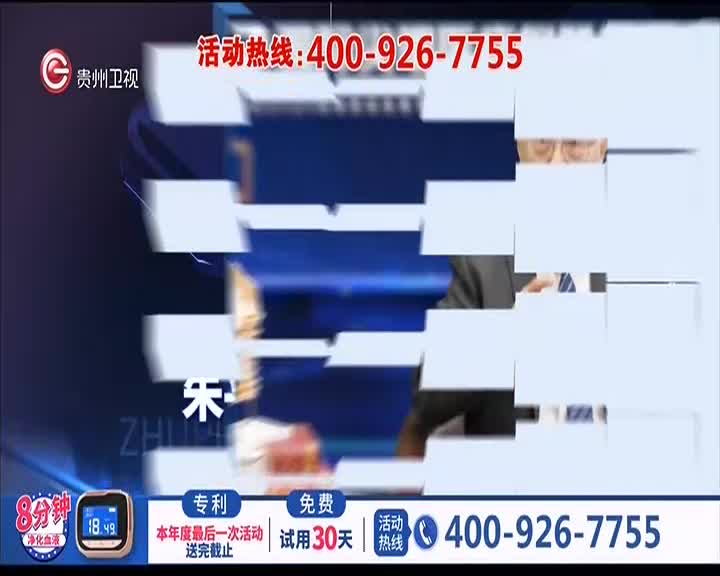 活动热线:400-926-7755
贵州卫视
朱
ZHU
8分钟
净化血液
18.49
专利
本年度最后一次活动
送完截止
免费
试用30天
活动
热线
400-926-7755